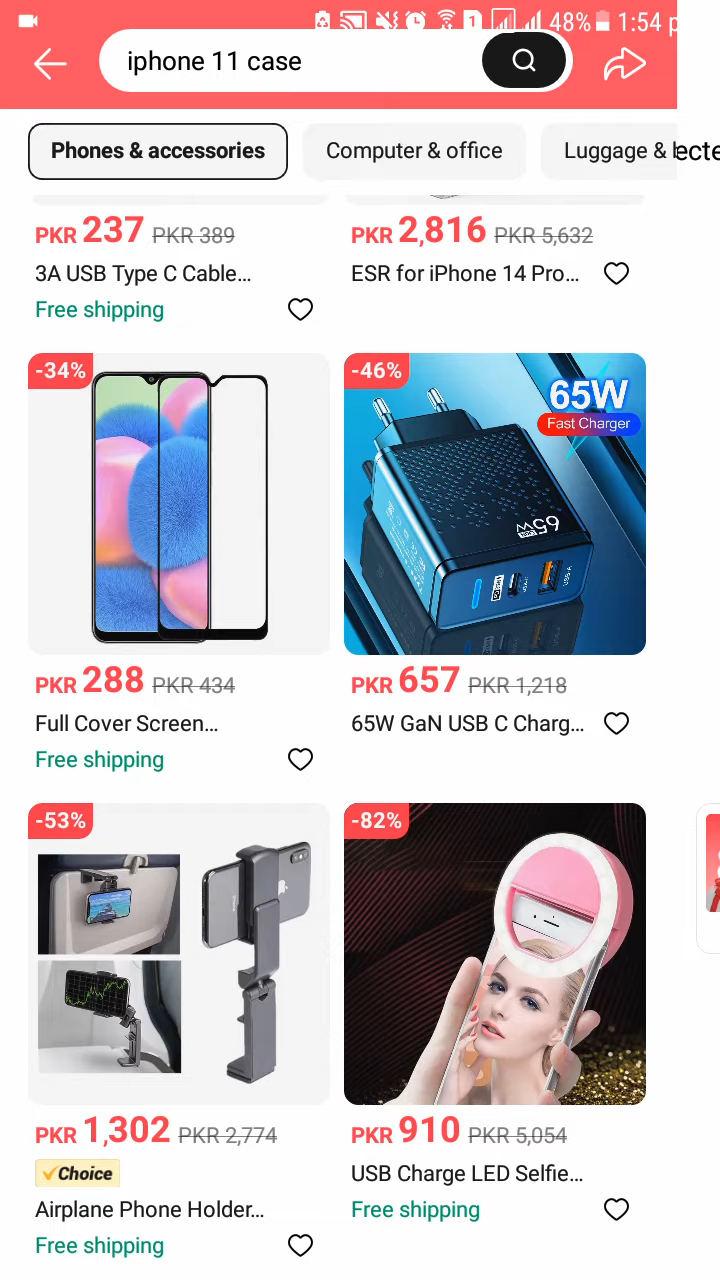 1 48% 1:54 p
iphone 11 case
Phones & accessories
Computer & office
Luggage &
ecte
PKR 237 PKR 389
3A USB Type C Cable...
Free shipping
PKR 2,816 PKR 5,632
ESR for iPhone 14 Pro...
-34%
PKR 288 PKR 434
Full Cover Screen...
Free shipping
-46%
65W
Fast Charger
65W
USB-A
PKR 657 PKR 1,218
65W GaN USB C Charg...
-53%
PKR 1,302 PKR 2,774
Choice
Airplane Phone Holder...
Free shipping
-82%
PKR 910 PKR 5,054
USB Charge LED Selfie...
Free shipping